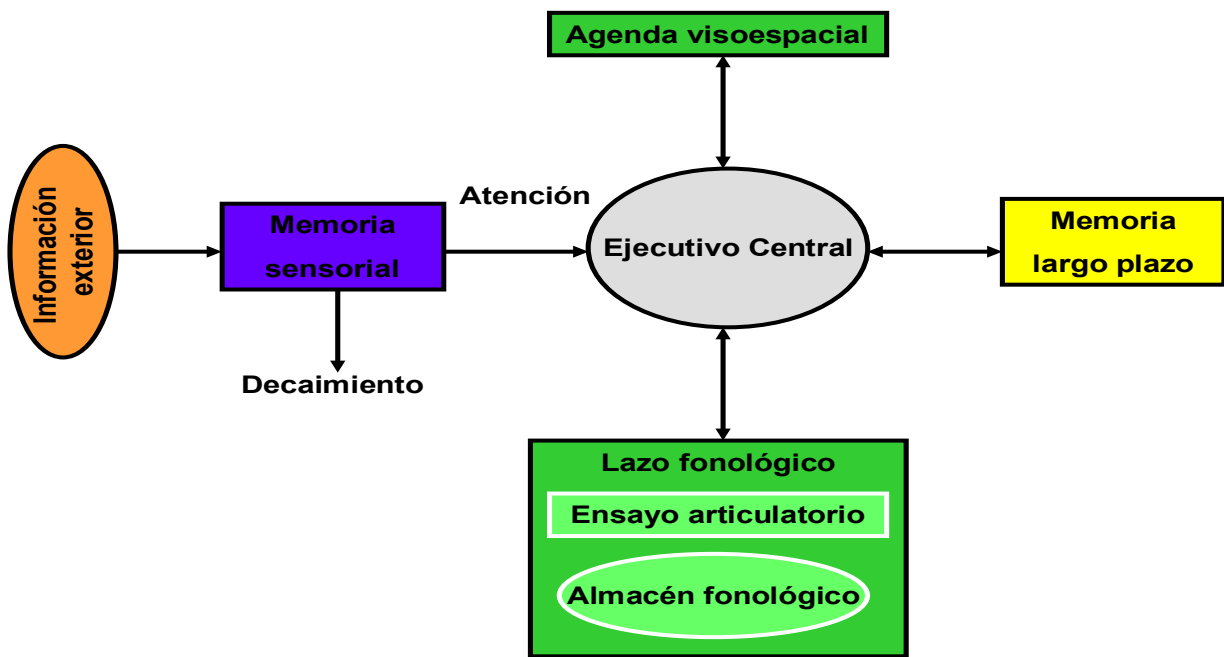 Agenda visoespacial
Información
exterior
Memoria
sensorial
Atención
Ejecutivo Central
Memoria
largo plazo
Decaimiento
Lazo fonológico
Ensayo articulatorio
Almacén fonológico